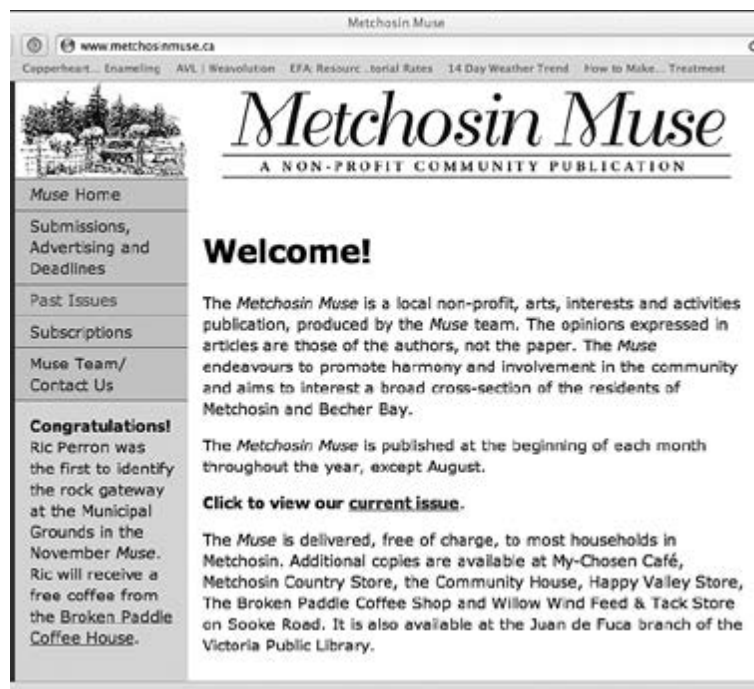 Metchosin Muse
www.metchosinmuse.ca
Copperheart... Enameling AVL | Weavolution EFA: Resourc...torial Rates 14 Day Weather Trend How to Make... Treatment
Metchosin Muse
A NON-PROFIT COMMUNITY PUBLICATION
Muse Home
Submissions,
Advertising and
Deadlines
Past Issues
Subscriptions
Muse Team/
Contact Us
Congratulations!
Ric Perron was
the first to identify
the rock gateway
at the Municipal
Grounds in the
November Muse.
Ric will receive a
free coffee from
the Broken Paddle
Coffee House.
Welcome!
The Metchosin Muse is a local non-profit, arts, interests and activities
publication, produced by the Muse team. The opinions expressed in
articles are those of the authors, not the paper. The Muse
endeavours to promote harmony and involvement in the community
and aims to interest a broad cross-section of the residents of
Metchosin and Becher Bay.
The Metchosin Muse is published at the beginning of each month
throughout the year, except August.
Click to view our current issue.
The Muse is delivered, free of charge, to most households in
Metchosin. Additional copies are available at My-Chosen Café,
Metchosin Country Store, the Community House, Happy Valley Store,
The Broken Paddle Coffee Shop and Willow Wind Feed & Tack Store
on Sooke Road. It is also available at the Juan de Fuca branch of the
Victoria Public Library.